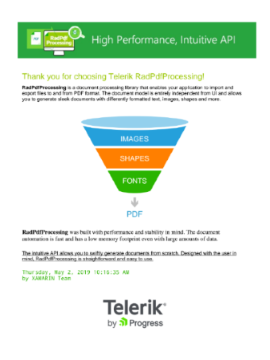 RadPdf
Processing
High Performance, Intuitive API
Thank you for choosing Telerik RadPdfProcessing!
RadPdfProcessing is a document processing library that enables your application to import and
export files to and from PDF format. The document model is entirely independent from UI and allows
you to generate sleek documents with differently formatted text, images, shapes and more.
IMAGES
SHAPES
FONTS
PDF
RadPdfProcessing was built with performance and stability in mind. The document
generation is fast and has a low memory footprint even with large amounts of data.
The intuitive API allows you to swiftly generate documents from scratch. Designed with the user in
mind, RadPdfProcessing is straightforward and easy to use.
Thursday, May 2, 2019 10:16:35 AM
by XAMARIN Team
Telerik
by Progress